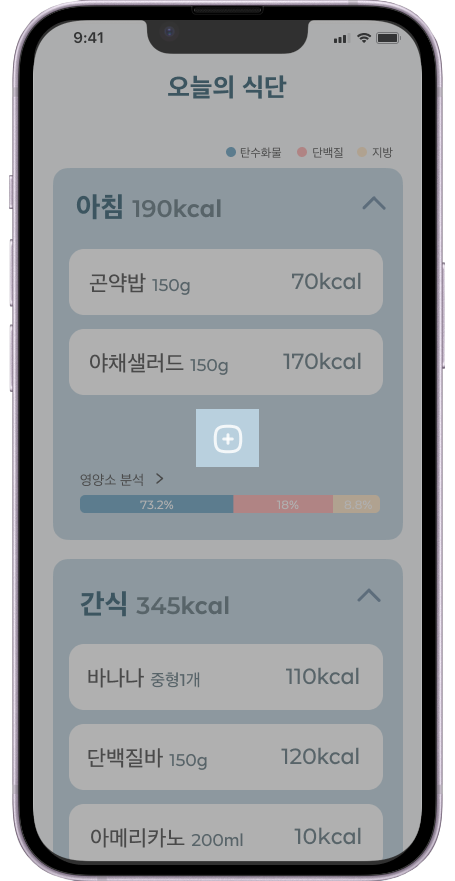 9:41
오늘의 식단
탄수화물 단백질 지방
아침 190kcal
곤약밥 150g 70kcal
야채샐러드 150g 170kcal
영양소 분석
73.2% 18% 8.8%
간식 345kcal
바나나 중형1개 110kcal
단백질바 150g 120kcal
아메리카노 200ml 10kcal